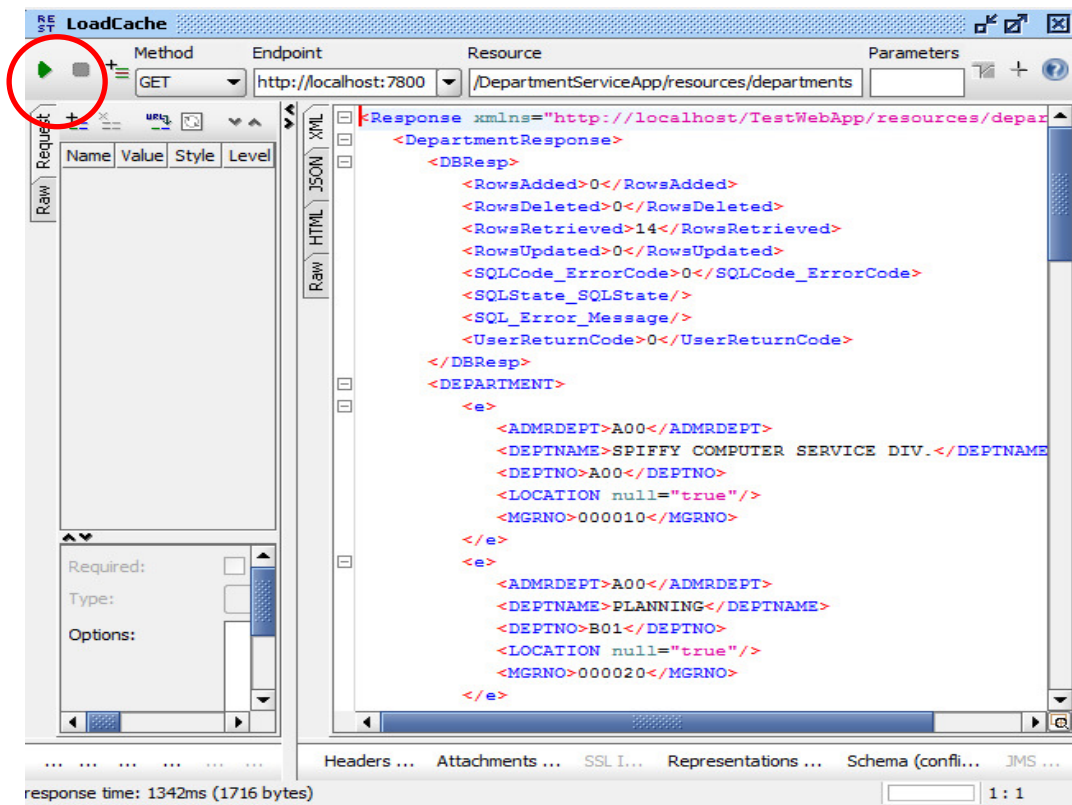 REST LoadCache
Method Endpoint Resource Parameters
GET http://localhost:7800 /DepartmentServiceApp/resources/departments
Request
Raw
URL
Name Value Style Level
Required:
Type:
Options:
XML
JSON
HTML
Raw
<Response xmlns="http://localhost/TestWebApp/resources/depar
<DepartmentResponse>
<DBResp>
<RowsAdded>0</RowsAdded>
<RowsDeleted>0</RowsDeleted>
<RowsRetrieved>14</RowsRetrieved>
<RowsUpdated>0</RowsUpdated>
<SQLCode_ErrorCode>0</SQLCode_ErrorCode>
<SQLState_SQLState/>
<SQL_Error_Message/>
<UserReturnCode>0</UserReturnCode>
</DBResp>
<DEPARTMENT>
<e>
<ADMRDEPT>A00</ADMRDEPT>
<DEPTNAME>SPIFFY COMPUTER SERVICE DIV.</DEPTNAME
<DEPTNO>A00</DEPTNO>
<LOCATION null="true"/>
<MGRNO>000010</MGRNO>
</e>
<e>
<ADMRDEPT>A00</ADMRDEPT>
<DEPTNAME>PLANNING</DEPTNAME>
<DEPTNO>B01</DEPTNO>
<LOCATION null="true"/>
<MGRNO>000020</MGRNO>
</e>
... ... ... ... ... ...
Headers ... Attachments ... SSL I... Representations ... Schema (confli... JMS ...
response time: 1342ms (1716 bytes)
1 : 1